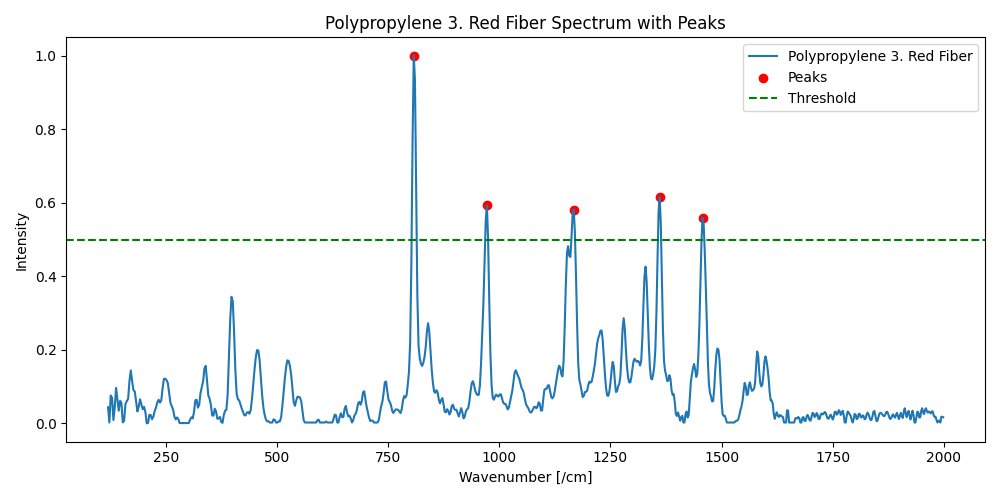 Polypropylene 3. Red Fiber Spectrum with Peaks
Polypropylene 3. Red Fiber
Peaks
Threshold
Intensity
1.0
0.8
0.6
0.4
0.2
0.0
250
500
750
1000
1250
1500
1750
2000
Wavenumber [/cm]